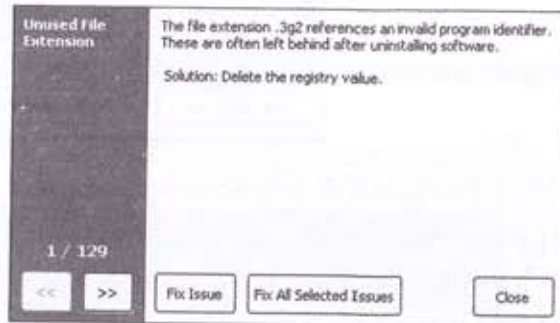 Unused File
Extension
The file extension .3g2 references an invalid program identifier.
These are often left behind after uninstalling software.
Solution: Delete the registry value.
1 / 129
<<
>>
Fix Issue
Fix All Selected Issues
Close